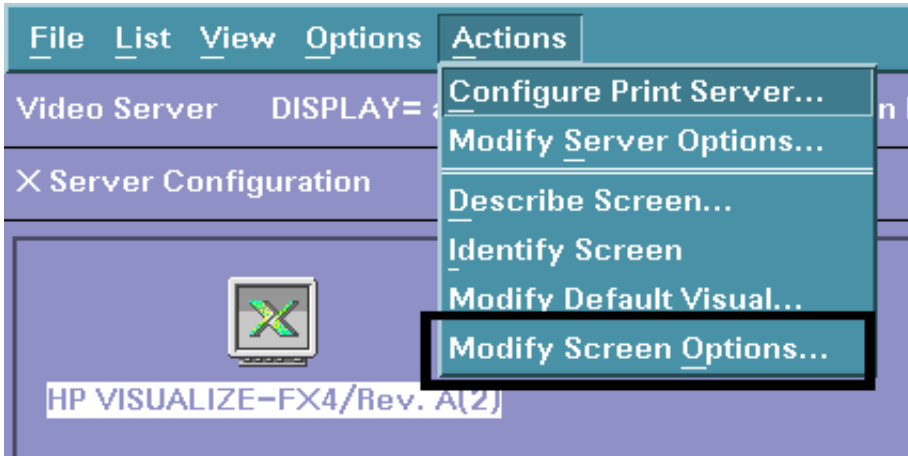 File List View Options Actions
Configure Print Server...
Modify Server Options...
Describe Screen...
Identify Screen
Modify Default Visual...
Modify Screen Options...
Video Server DISPLAY=
X Server Configuration
HP VISUALIZE-FX4/Rev. A(2)